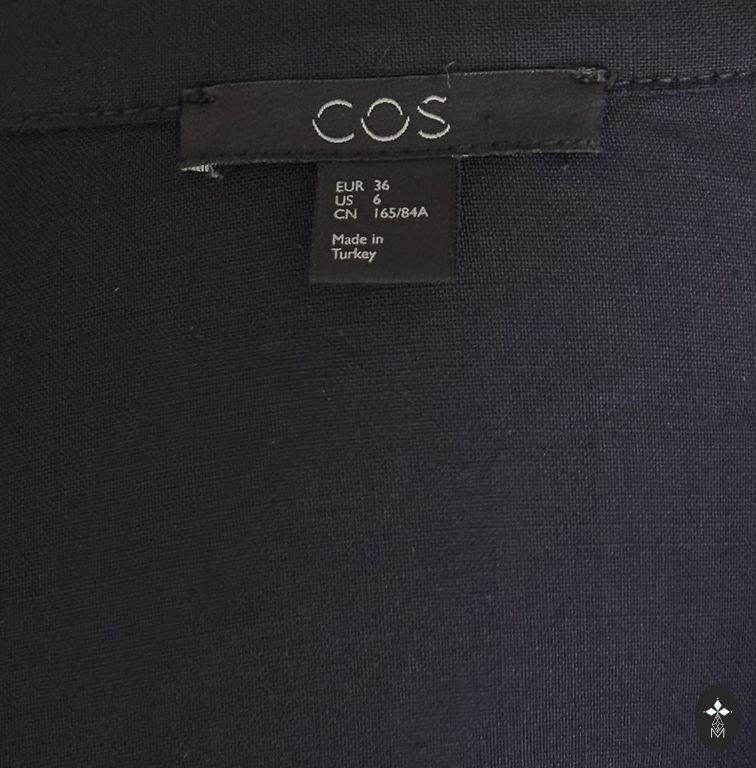 COS
EUR 36
US 6
CN 165/84A
Made in
Turkey
M